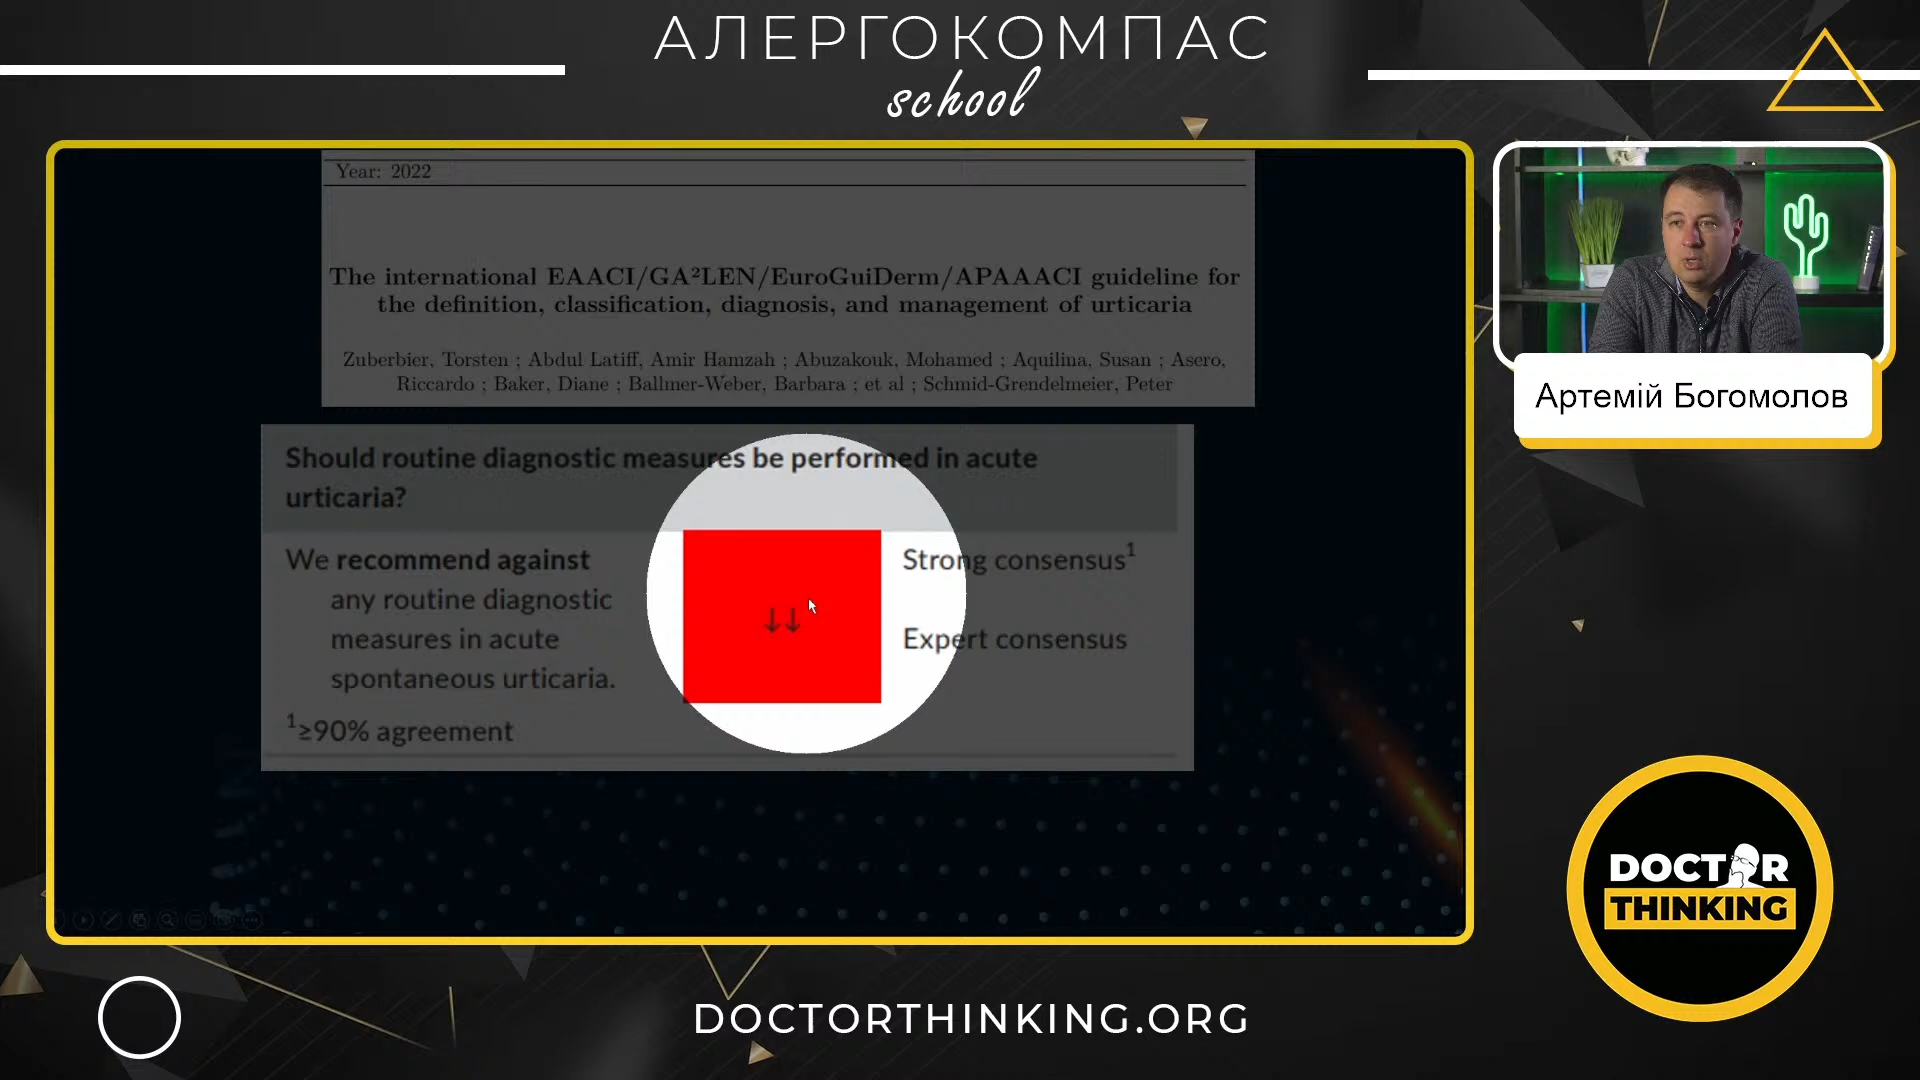 АЛЕРГОКОМПАС
school
Year: 2022
The international EAACI/GA²LEN/EuroGuiDerm/APAAACI guideline for
the definition, classification, diagnosis, and management of urticaria
Zuberbier, Torsten ; Abdul Latiff, Amir Hamzah ; Abuzakouk, Mohamed ; Aquilina, Susan ; Asero,
Riccardo ; Baker, Diane ; Ballmer-Weber, Barbara ; et al ; Schmid-Grendelmeier, Peter
Should routine diagnostic measures be performed in acute
urticaria?
We recommend against
any routine diagnostic
measures in acute
spontaneous urticaria.
↓↓
Strong consensus¹
Expert consensus
¹≥90% agreement
Артемій Богомолов
DOCTOR
THINKING
DOCTORTHINKING.ORG